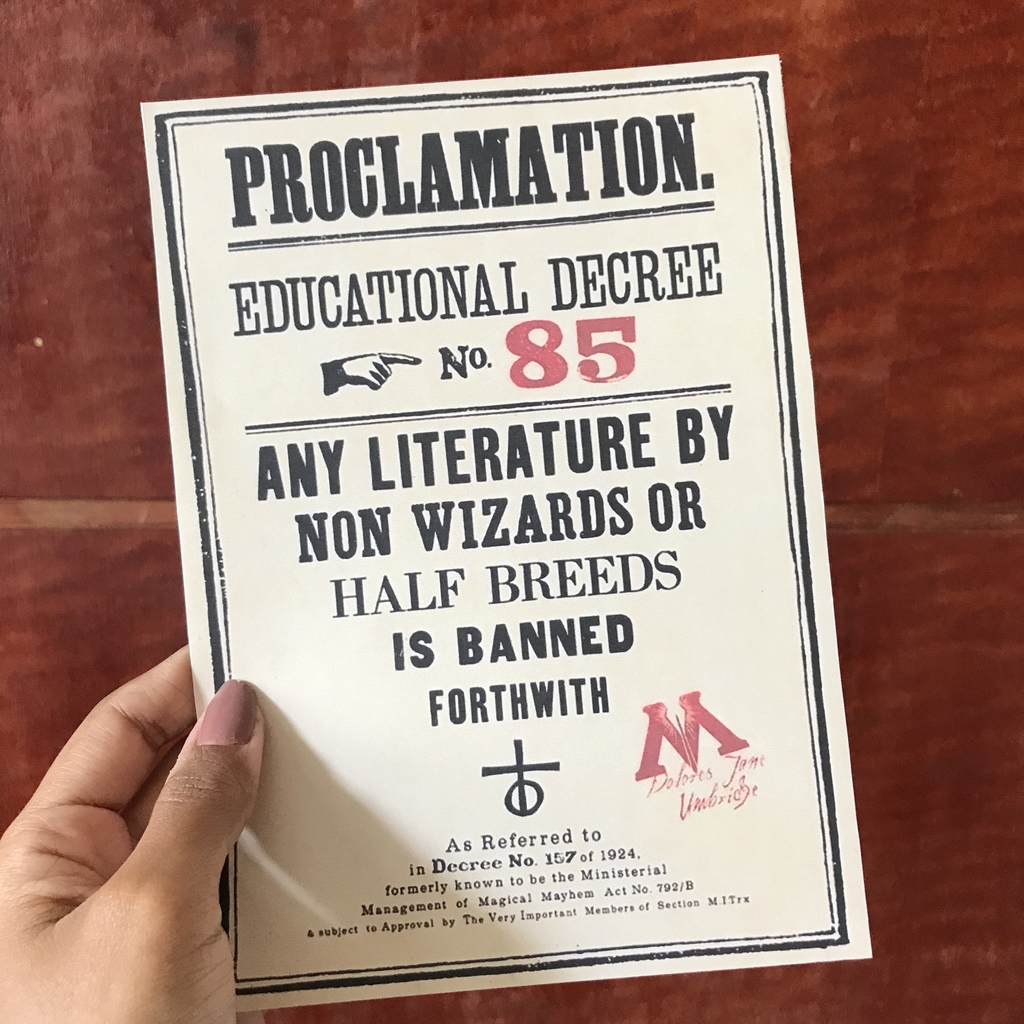 PROCLAMATION.
EDUCATIONAL DECREE
No. 85
ANY LITERATURE BY
NON WIZARDS OR
HALF BREEDS
IS BANNED
FORTHWITH
M
Dolores Jane
Umbridge
As Referred to
in Decree No. 157 of 1924,
formerly known to be the Ministerial
Management of Magical Mayhem Act No. 792/B
& subject to Approval by The Very Important Members of Section M.I.Trx